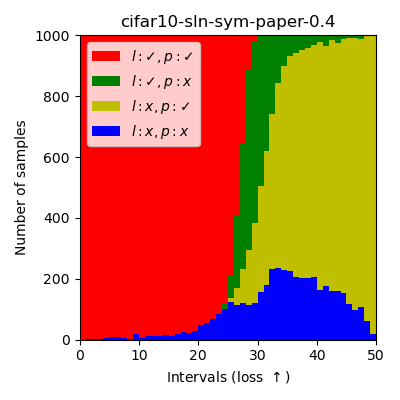 cifar10-sln-sym-paper-0.4
1000
800
600
400
200
0
Number of samples
l : ✓, p : ✓
l : ✓, p : x
l : x, p : ✓
l : x, p : x
0 10 20 30 40 50
Intervals (loss ↑)